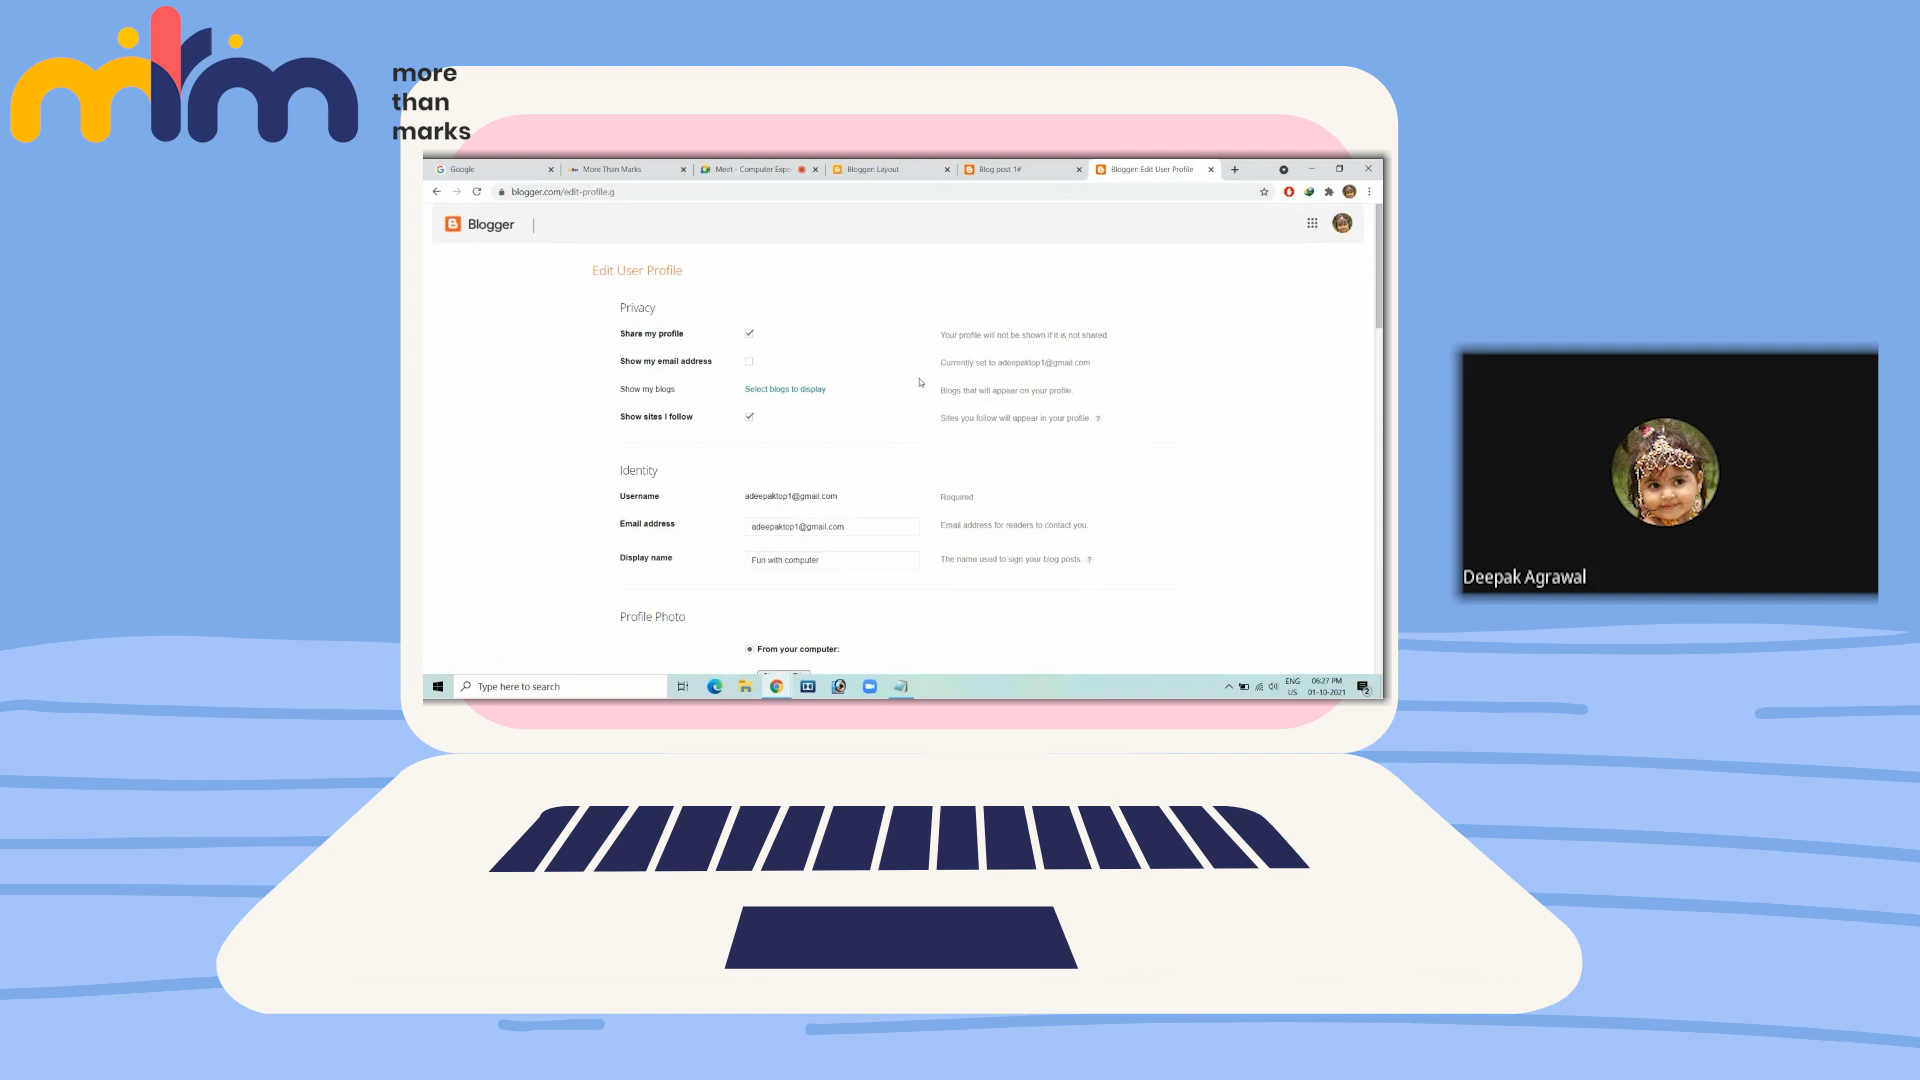 mtm
more
than
marks
Google
More Than Marks
Meet - Computer Expe
Blogger: Layout
Blog post 1#
Blogger: Edit User Profile
blogger.com/edit-profile.g
Blogger
Edit User Profile
Privacy
Share my profile
Your profile will not be shown if it is not shared.
Show my email address
Currently set to adeepaktop1@gmail.com
Show my blogs
Select blogs to display
Blogs that will appear on your profile.
Show sites I follow
Sites you follow will appear in your profile. ?
Identity
Username
adeepaktop1@gmail.com
Required
Email address
adeepaktop1@gmail.com
Email address for readers to contact you.
Display name
Fun with computer
The name used to sign your blog posts. ?
Profile Photo
From your computer:
Type here to search
ENG
US
06:27 PM
01-10-2021
2
Deepak Agrawal